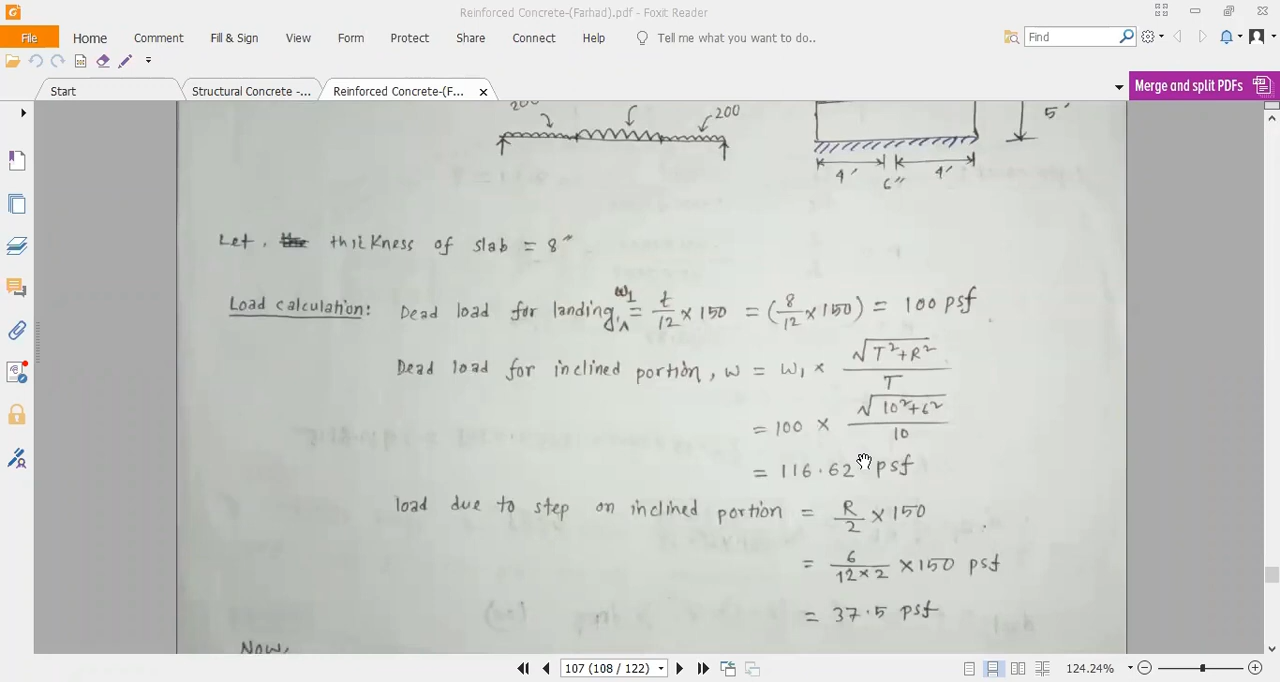 Reinforced Concrete-(Farhad).pdf - Foxit Reader
File Home Comment Fill & Sign View Form Protect Share Connect Help Tell me what you want to do.. Find
Start Structural Concrete -... Reinforced Concrete-(F... Merge and split PDFs
200 200 5'
4' 6" 4'
Let, thickness of slab = 8"
Load calculation: Dead load for landing, w1 = t/12 × 150 = (8/12 × 150) = 100 psf
Dead load for inclined portion, w = w1 × √T²+R² / T
= 100 × √10²+6² / 10
= 116.62 psf
load due to step on inclined portion = R/2 × 150
= 6/12×2 × 150 psf
= 37.5 psf
Now,
107 (108 / 122) 124.24%